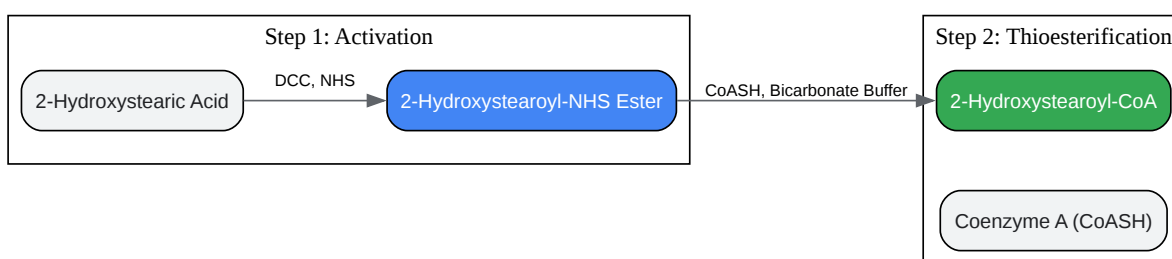 Step 1: Activation
2-Hydroxystearic Acid
DCC, NHS
2-Hydroxystearoyl-NHS Ester
CoASH, Bicarbonate Buffer
Step 2: Thioesterification
2-Hydroxystearoyl-CoA
Coenzyme A (CoASH)